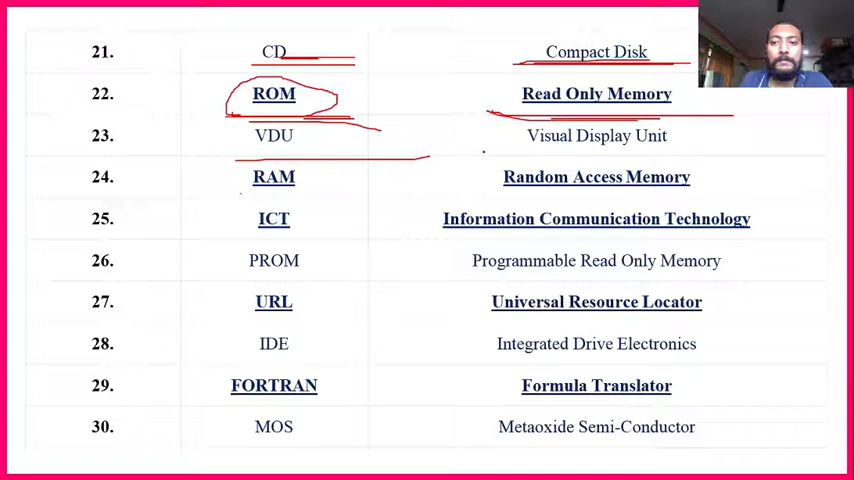 21. CD Compact Disk
22. ROM Read Only Memory
23. VDU Visual Display Unit
24. RAM Random Access Memory
25. ICT Information Communication Technology
26. PROM Programmable Read Only Memory
27. URL Universal Resource Locator
28. IDE Integrated Drive Electronics
29. FORTRAN Formula Translator
30. MOS Metaoxide Semi-Conductor